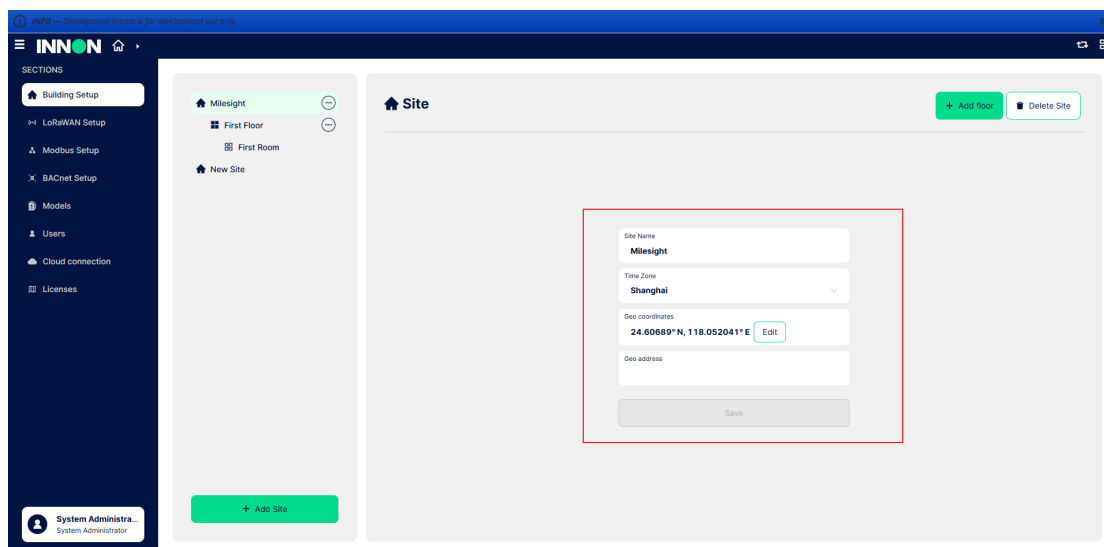 INFO — Development license is for development use only.
INNON
SECTIONS
Building Setup
LoRaWAN Setup
Modbus Setup
BACnet Setup
Models
Users
Cloud connection
Licenses
System Administra...
System Administrator
Milesight
First Floor
First Room
New Site
+ Add Site
Site
+ Add floor
Delete Site
Site Name
Milesight
Time Zone
Shanghai
Geo coordinates
24.60689° N, 118.052041° E Edit
Geo address
Save